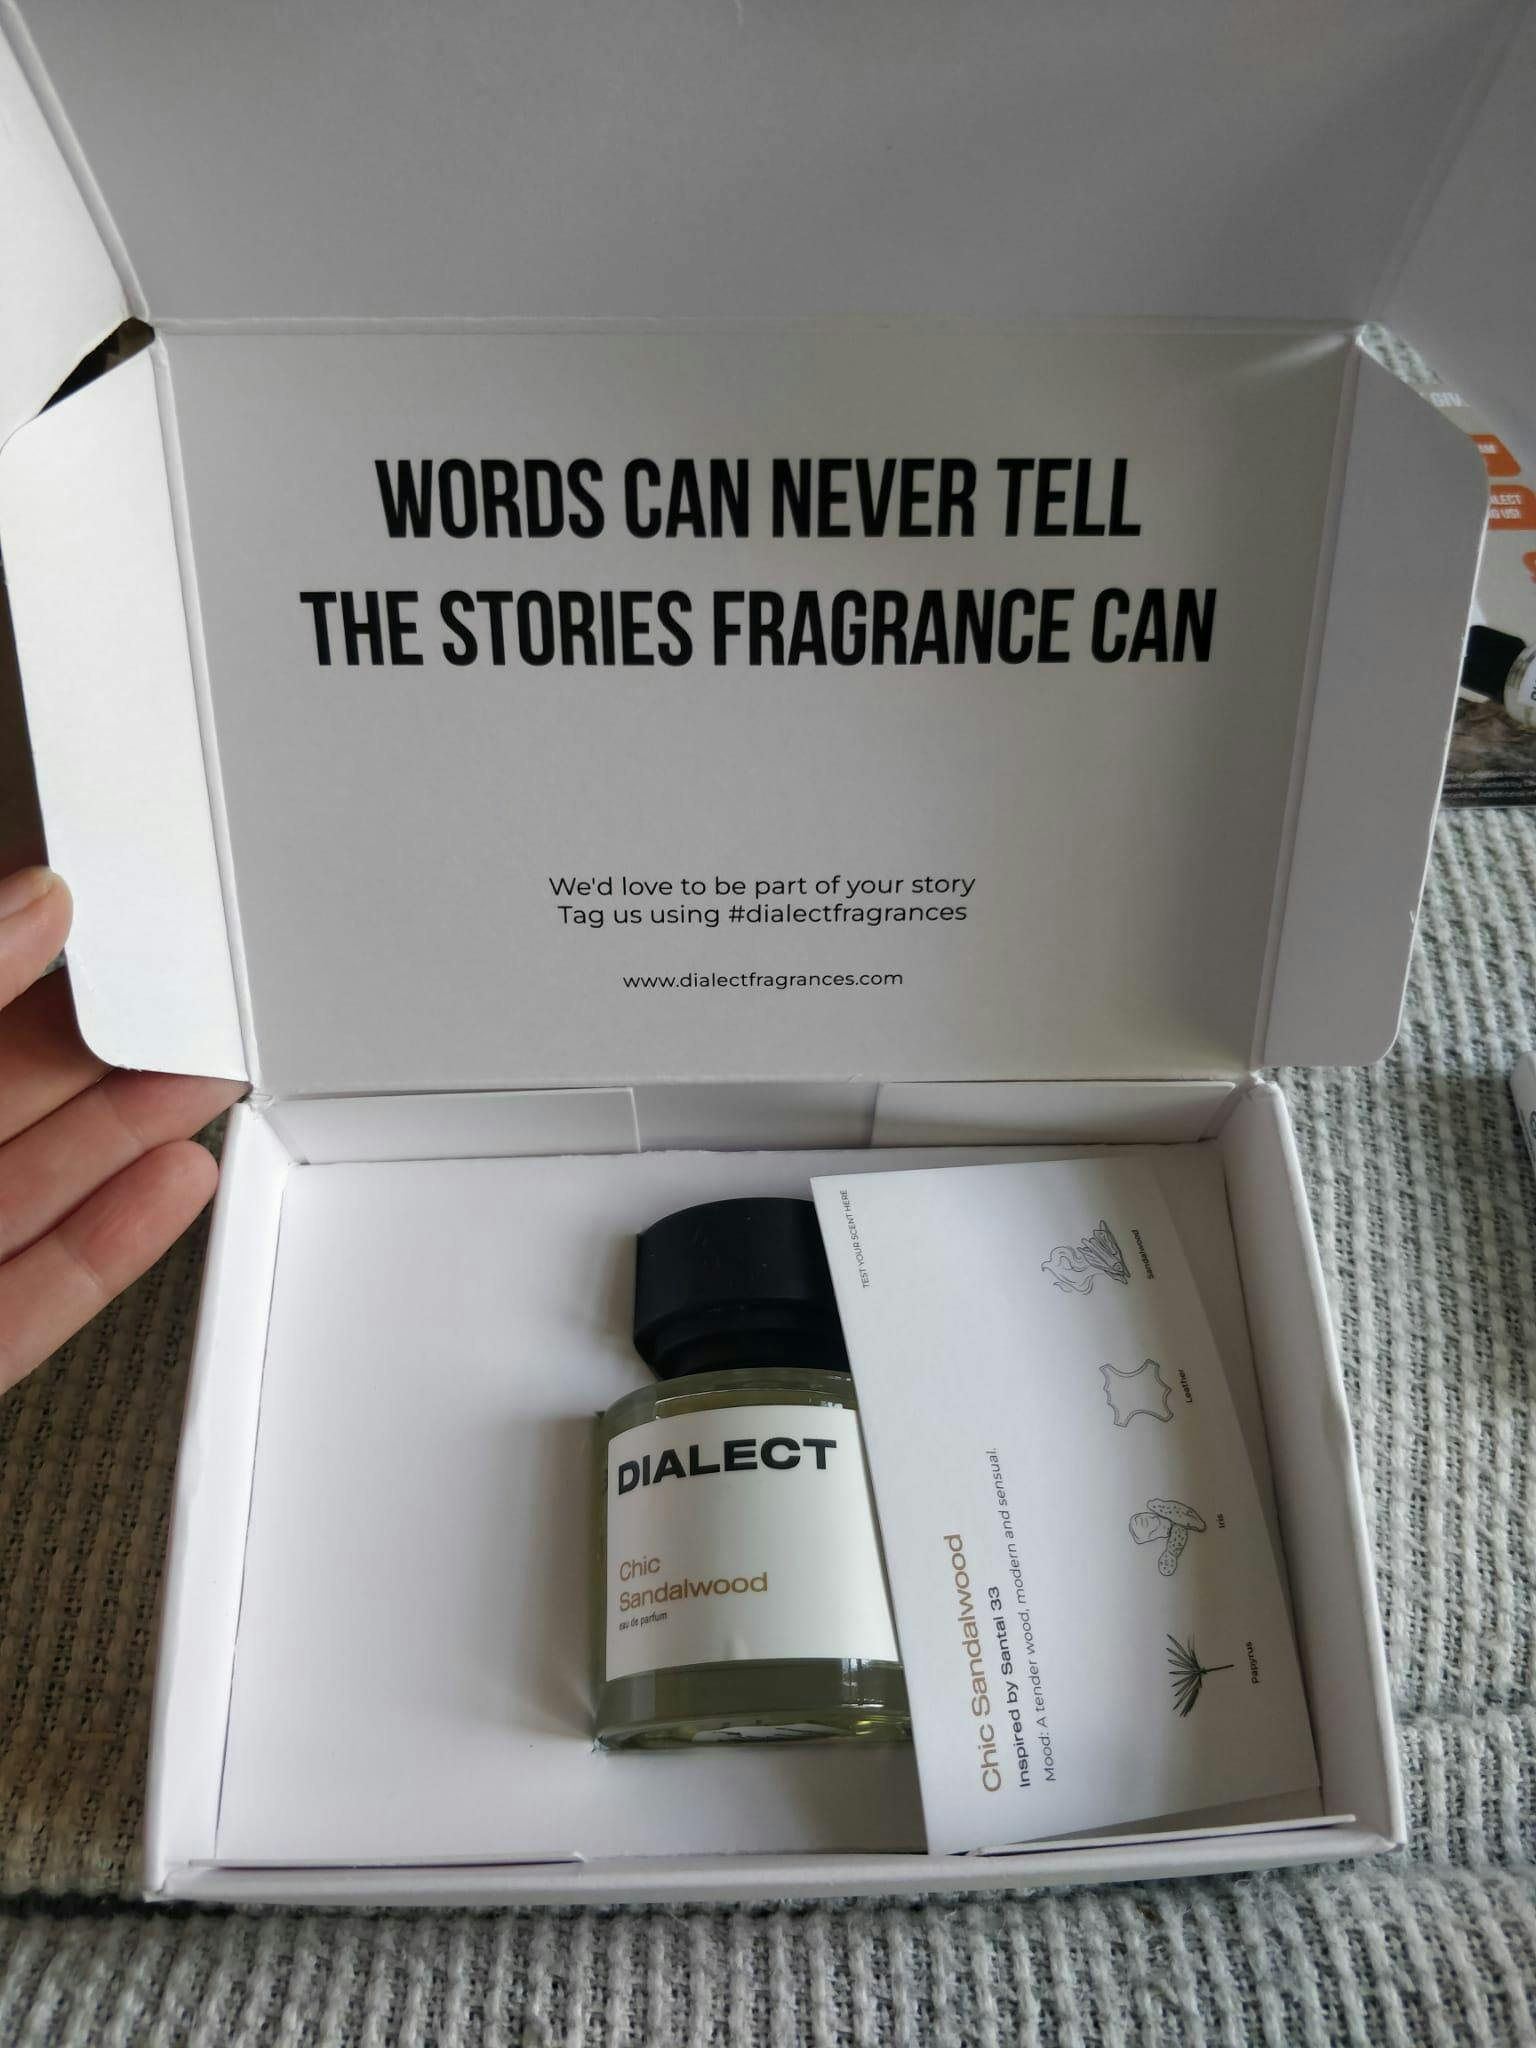 WORDS CAN NEVER TELL
THE STORIES FRAGRANCE CAN
We'd love to be part of your story
Tag us using #dialectfragrances
www.dialectfragrances.com
DIALECT
Chic
Sandalwood
eau de parfum
TEST YOUR SCENT HERE
Chic Sandalwood
Inspired by Santal 33
Mood: A tender wood, modern and sensual.
Papyrus
Iris
Leather
Sandalwood